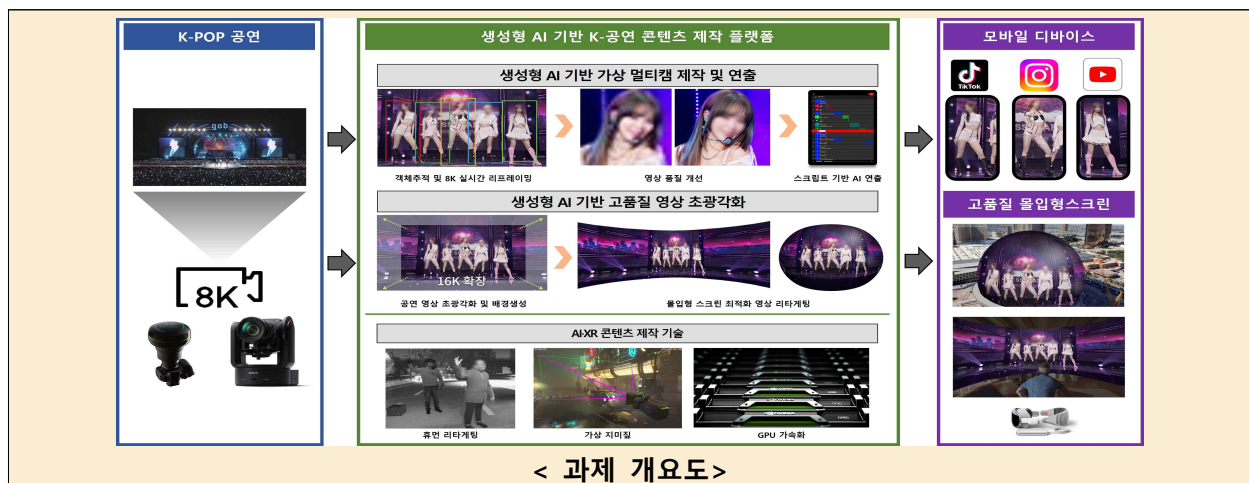 K-POP 공연
gob
8K
생성형 AI 기반 K-공연 콘텐츠 제작 플랫폼
생성형 AI 기반 가상 멀티캠 제작 및 연출
객체추적 및 8K 실시간 리프레이밍
영상 품질 개선
스크립트 기반 AI 연출
생성형 AI 기반 고품질 영상 초광각화
16K 확장
공연 영상 초광각화 및 배경생성
몰입형 스크린 최적화 영상 리타게팅
AI-XR 콘텐츠 제작 기술
휴먼 리타게팅
가상 지미질
GPU 가속화
모바일 디바이스
TikTok
고품질 몰입형스크린
< 과제 개요도>